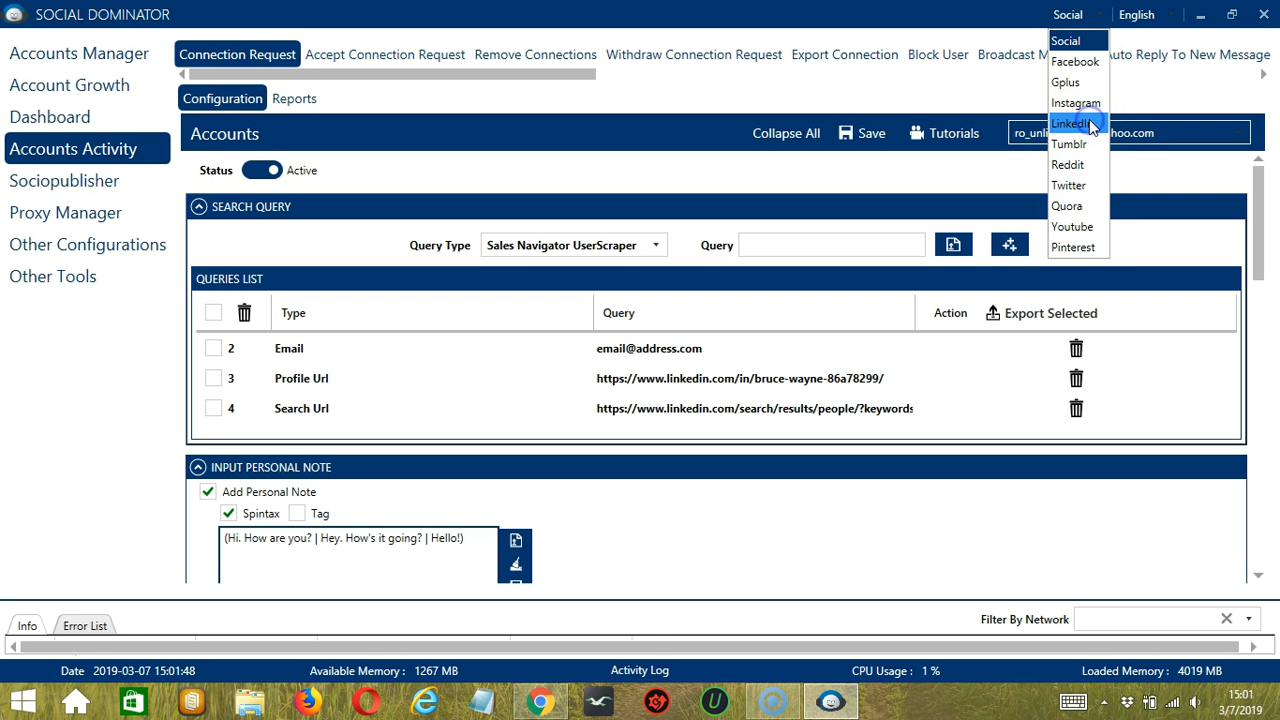 SOCIAL DOMINATOR
Social
English
Social
Facebook
Gplus
Instagram
Tumblr
Reddit
Twitter
Quora
Youtube
Pinterest
Accounts Manager
Account Growth
Dashboard
Accounts Activity
Sociopublisher
Proxy Manager
Other Configurations
Other Tools
Connection Request Accept Connection Request Remove Connections Withdraw Connection Request Export Connection Block User Broadcast M Auto Reply To New Message
Configuration Reports
Accounts Collapse All Save Tutorials hoo.com
Status Active
SEARCH QUERY
Query Type Sales Navigator UserScraper Query
QUERIES LIST
Type Query Action Export Selected
2 Email email@address.com
3 Profile Url https://www.linkedin.com/in/bruce-wayne-86a78299/
4 Search Url https://www.linkedin.com/search/results/people/?keywords
INPUT PERSONAL NOTE
Add Personal Note
Spintax Tag
(Hi. How are you? | Hey. How's it going? | Hello!)
Info Error List Filter By Network
Date 2019-03-07 15:01:48 Available Memory : 1267 MB Activity Log CPU Usage : 1 % Loaded Memory : 4019 MB
15:01
3/7/2019